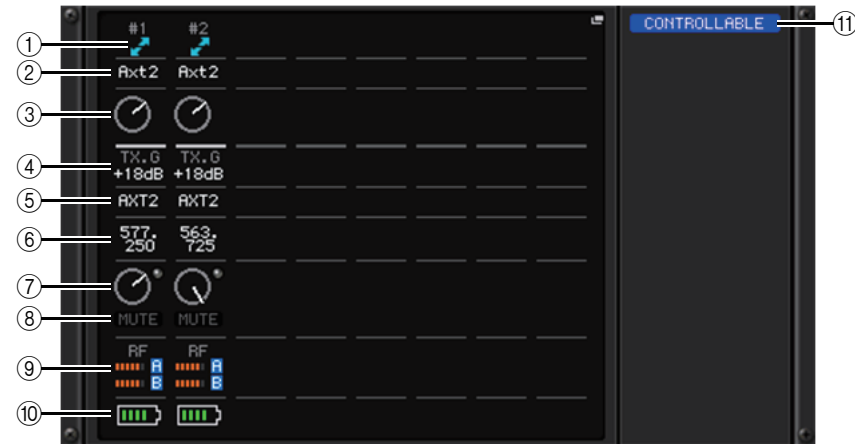 #1 #2 CONTROLLABLE ⑪
①
② Axt2 Axt2
③
④ TX.G TX.G
+18dB +18dB
⑤ AXT2 AXT2
⑥ 577. 563.
250 725
⑦
⑧ MUTE MUTE
RF RF
⑨ A A
B B
⑩